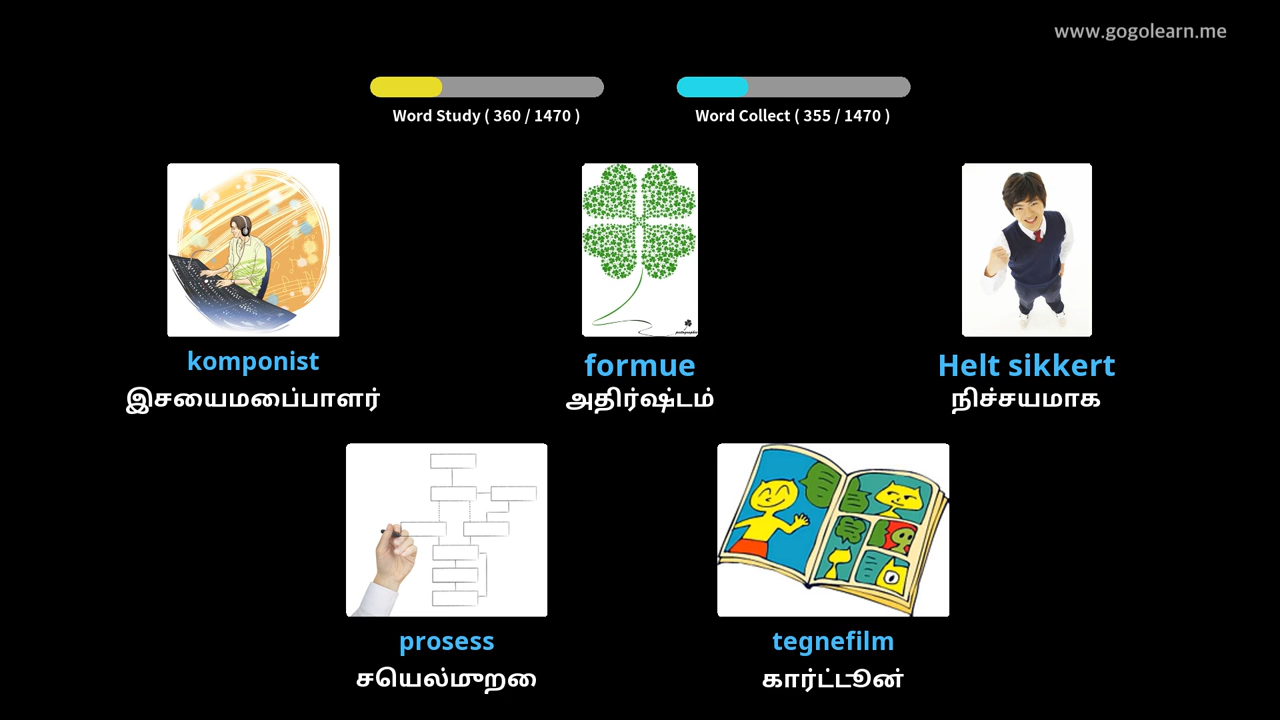 www.gogolearn.me
Word Study ( 360 / 1470 )
Word Collect ( 355 / 1470 )
komponist
இசையமைப்பாளர்
formue
அதிர்ஷ்டம்
Helt sikkert
நிச்சயமாக
prosess
செயல்முறை
tegnefilm
கார்ட்டூன்